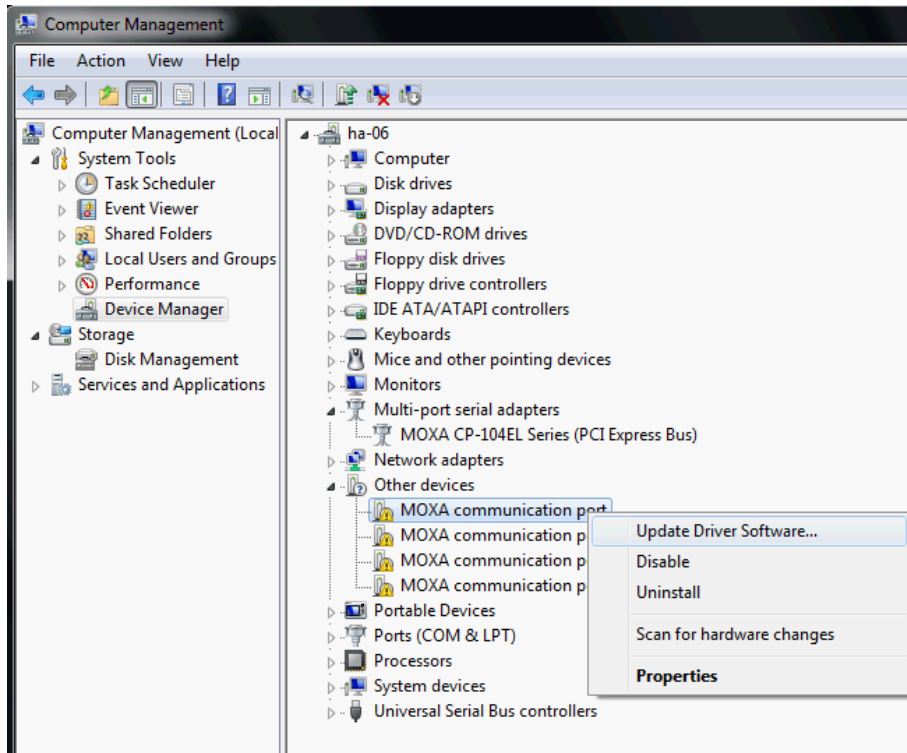 Computer Management
File Action View Help
Computer Management (Local
System Tools
Task Scheduler
Event Viewer
Shared Folders
Local Users and Groups
Performance
Device Manager
Storage
Disk Management
Services and Applications
ha-06
Computer
Disk drives
Display adapters
DVD/CD-ROM drives
Floppy disk drives
Floppy drive controllers
IDE ATA/ATAPI controllers
Keyboards
Mice and other pointing devices
Monitors
Multi-port serial adapters
MOXA CP-104EL Series (PCI Express Bus)
Network adapters
Other devices
MOXA communication port
MOXA communication p
MOXA communication p
MOXA communication p
Portable Devices
Ports (COM & LPT)
Processors
System devices
Universal Serial Bus controllers
Update Driver Software...
Disable
Uninstall
Scan for hardware changes
Properties